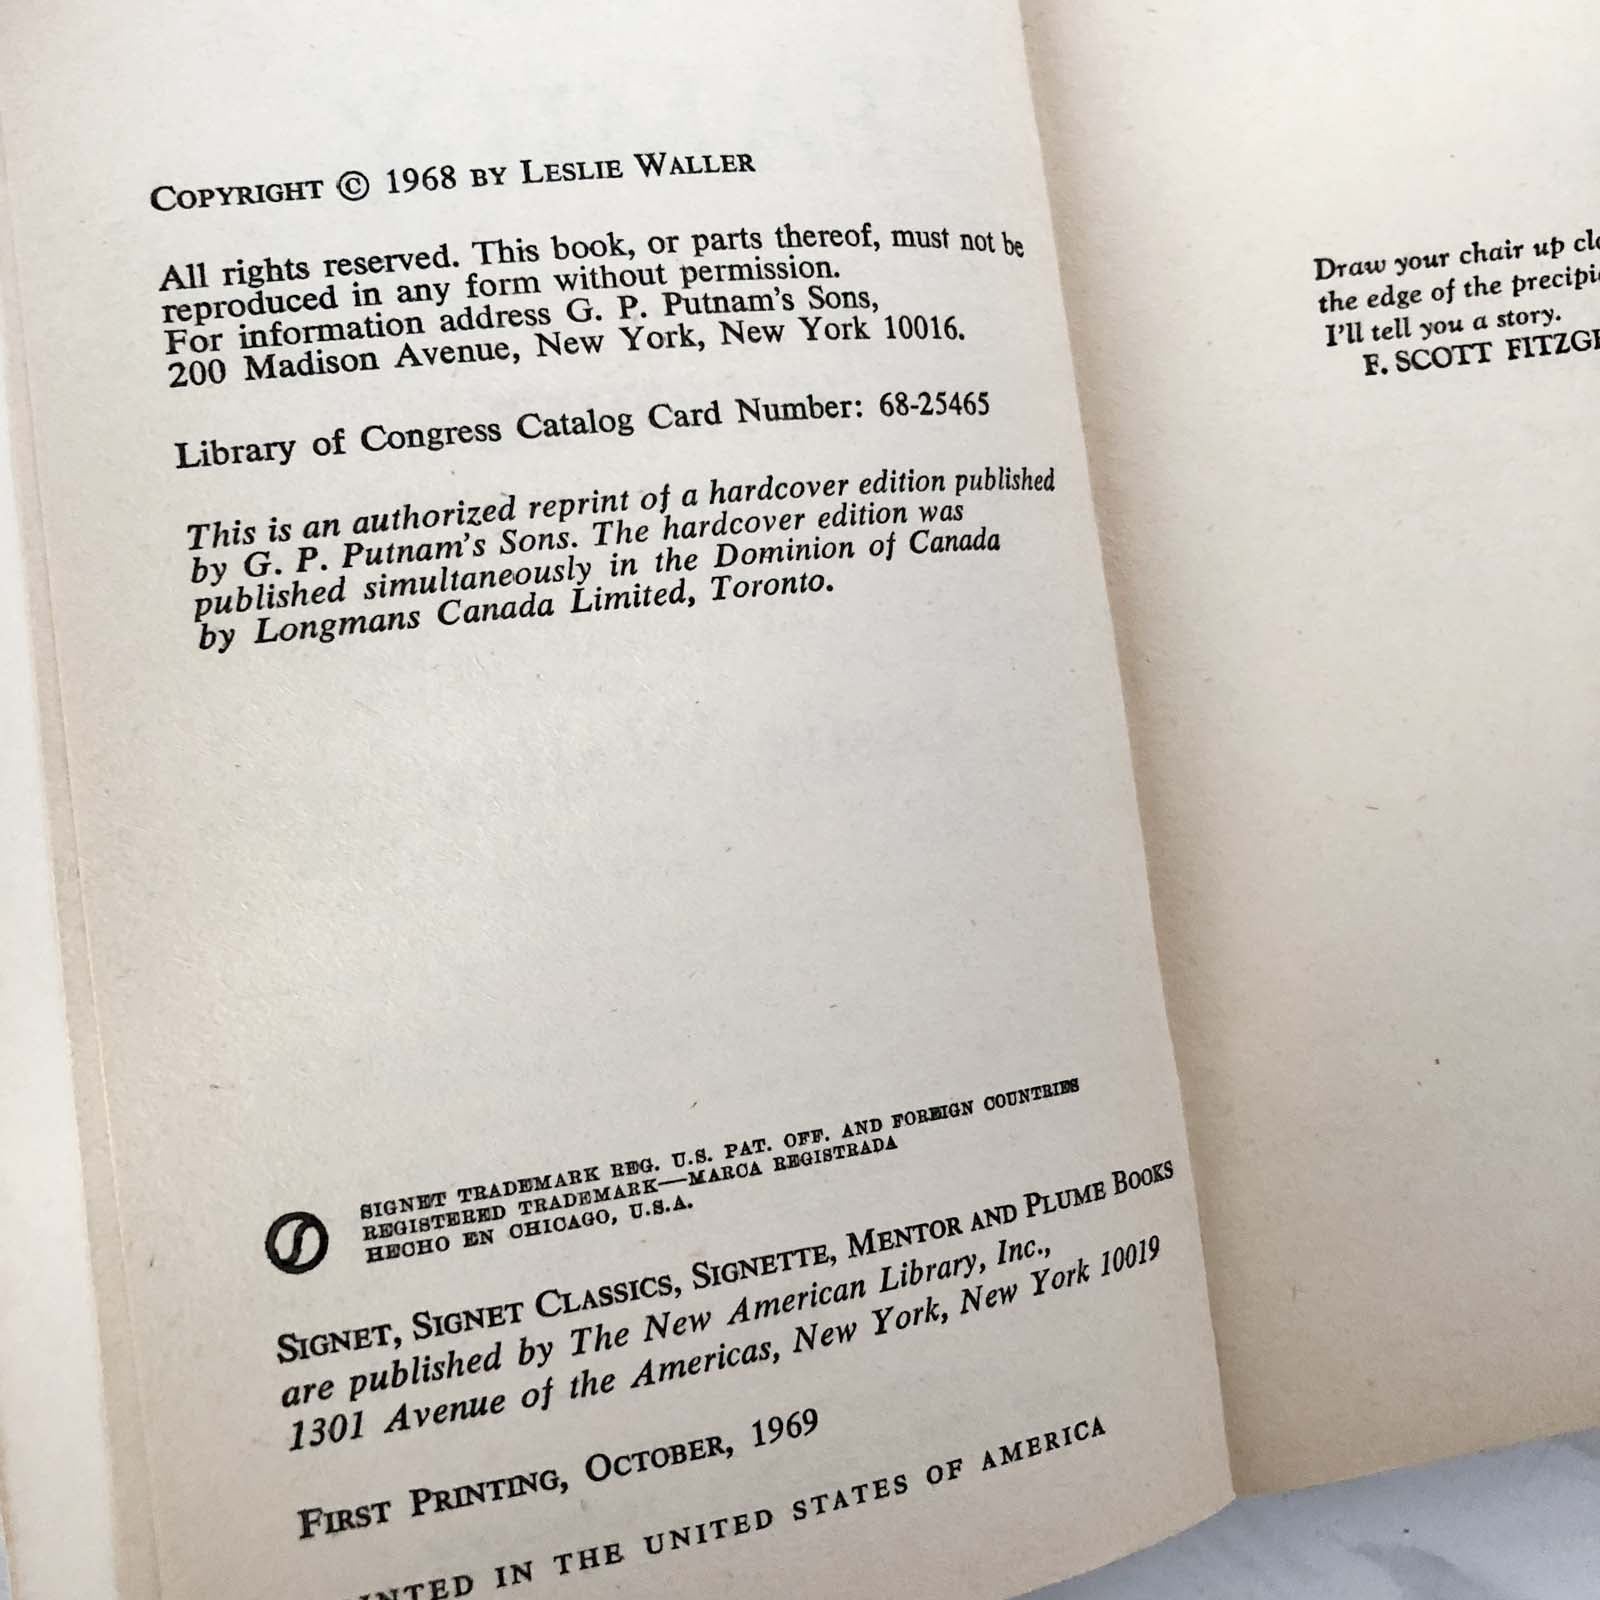 COPYRIGHT © 1968 BY LESLIE WALLER
All rights reserved. This book, or parts thereof, must not be
reproduced in any form without permission.
For information address G. P. Putnam's Sons,
200 Madison Avenue, New York, New York 10016.
Library of Congress Catalog Card Number: 68-25465
This is an authorized reprint of a hardcover edition published
by G. P. Putnam's Sons. The hardcover edition was
published simultaneously in the Dominion of Canada
by Longmans Canada Limited, Toronto.
SIGNET TRADEMARK REG. U.S. PAT. OFF. AND FOREIGN COUNTRIES
REGISTERED TRADEMARK—MARCA REGISTRADA
HECHO EN CHICAGO, U.S.A.
SIGNET, SIGNET CLASSICS, SIGNETTE, MENTOR AND PLUME BOOKS
are published by The New American Library, Inc.,
1301 Avenue of the Americas, New York, New York 10019
FIRST PRINTING, OCTOBER, 1969
IN THE UNITED STATES OF AMERICA
Draw your chair up
the edge of the
I'll tell you a story.
F. SCOTT